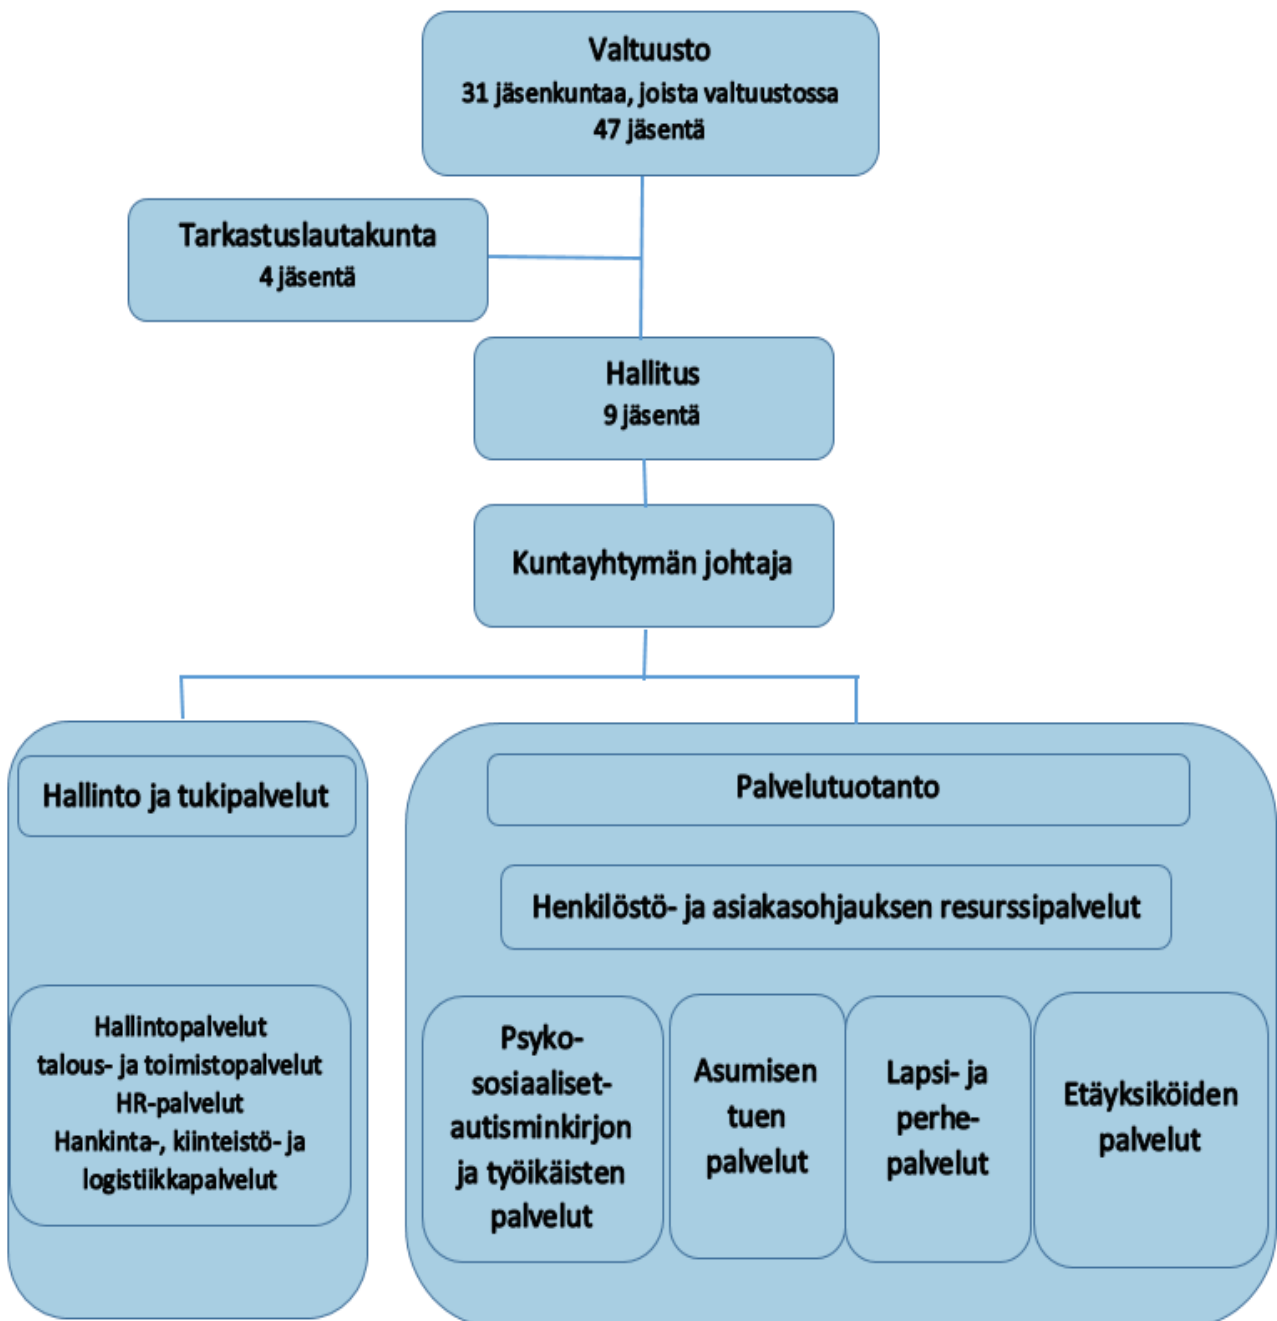 Valtuusto
31 jäsenkuntaa, joista valtuustossa
47 jäsentä
Tarkastuslautakunta
4 jäsentä
Hallitus
9 jäsentä
Kuntayhtymän johtaja
Hallinto ja tukipalvelut
Hallintopalvelut
talous- ja toimistopalvelut
HR-palvelut
Hankinta-, kiinteistö- ja
logistiikkapalvelut
Palvelutuotanto
Henkilöstö- ja asiakasohjauksen resurssipalvelut
Psyko-
sosiaaliset-
autisminkirjon
ja työikäisten
palvelut
Asumisen
tuen
palvelut
Lapsi- ja
perhe-
palvelut
Etäyksiköiden
palvelut